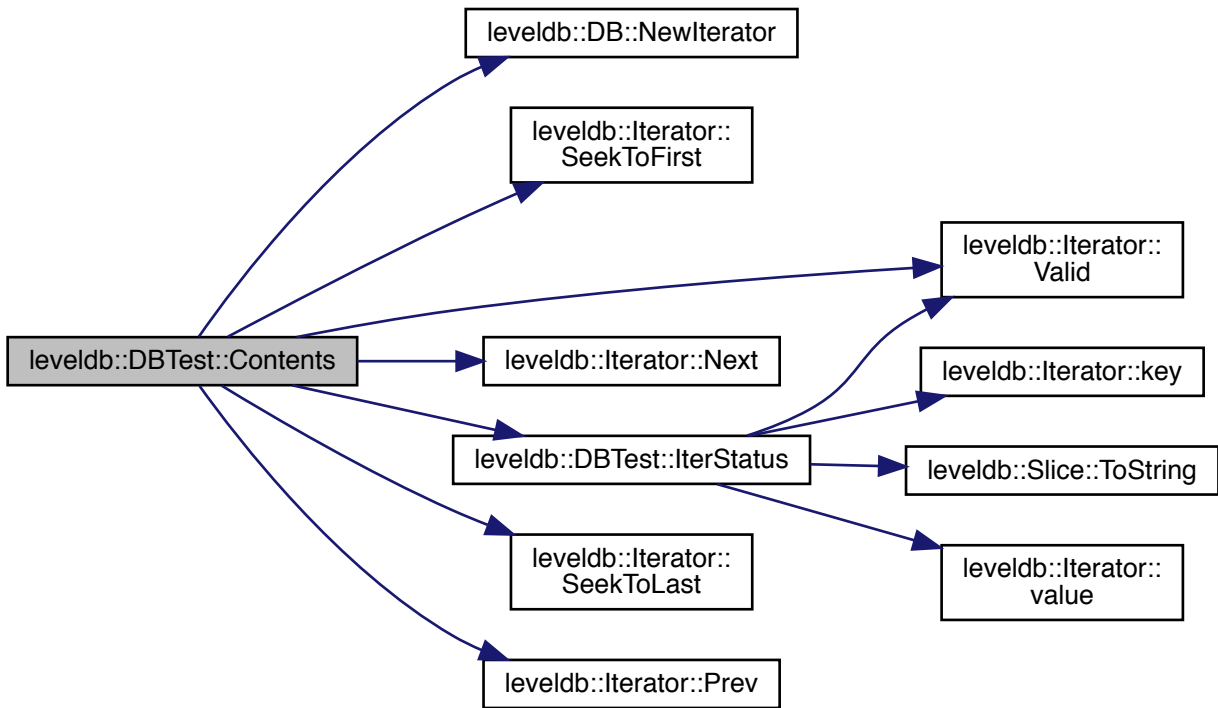 leveldb::DB::NewIterator
leveldb::Iterator::
SeekToFirst
leveldb::Iterator::
Valid
leveldb::DBTest::Contents
leveldb::Iterator::Next
leveldb::Iterator::key
leveldb::DBTest::IterStatus
leveldb::Slice::ToString
leveldb::Iterator::
SeekToLast
leveldb::Iterator::
value
leveldb::Iterator::Prev